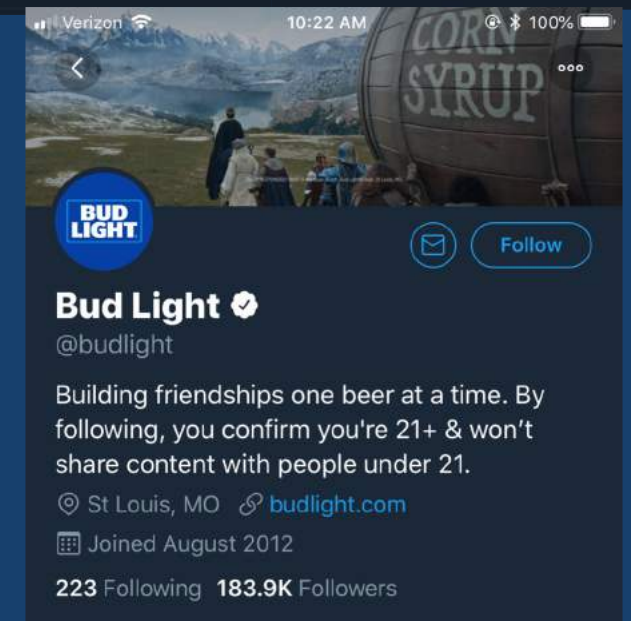 Verizon 10:22 AM 100%
CORN
SYRUP
BUD
LIGHT
Follow
Bud Light
@budlight
Building friendships one beer at a time. By
following, you confirm you're 21+ & won't
share content with people under 21.
St Louis, MO budlight.com
Joined August 2012
223 Following 183.9K Followers